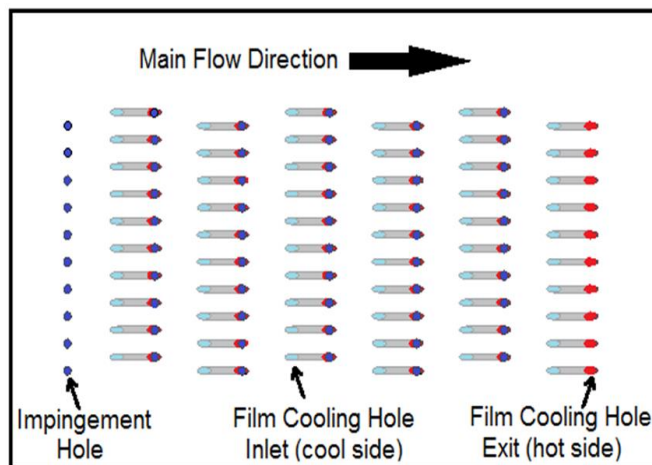 Main Flow Direction
Impingement
Hole
Film Cooling Hole
Inlet (cool side)
Film Cooling Hole
Exit (hot side)